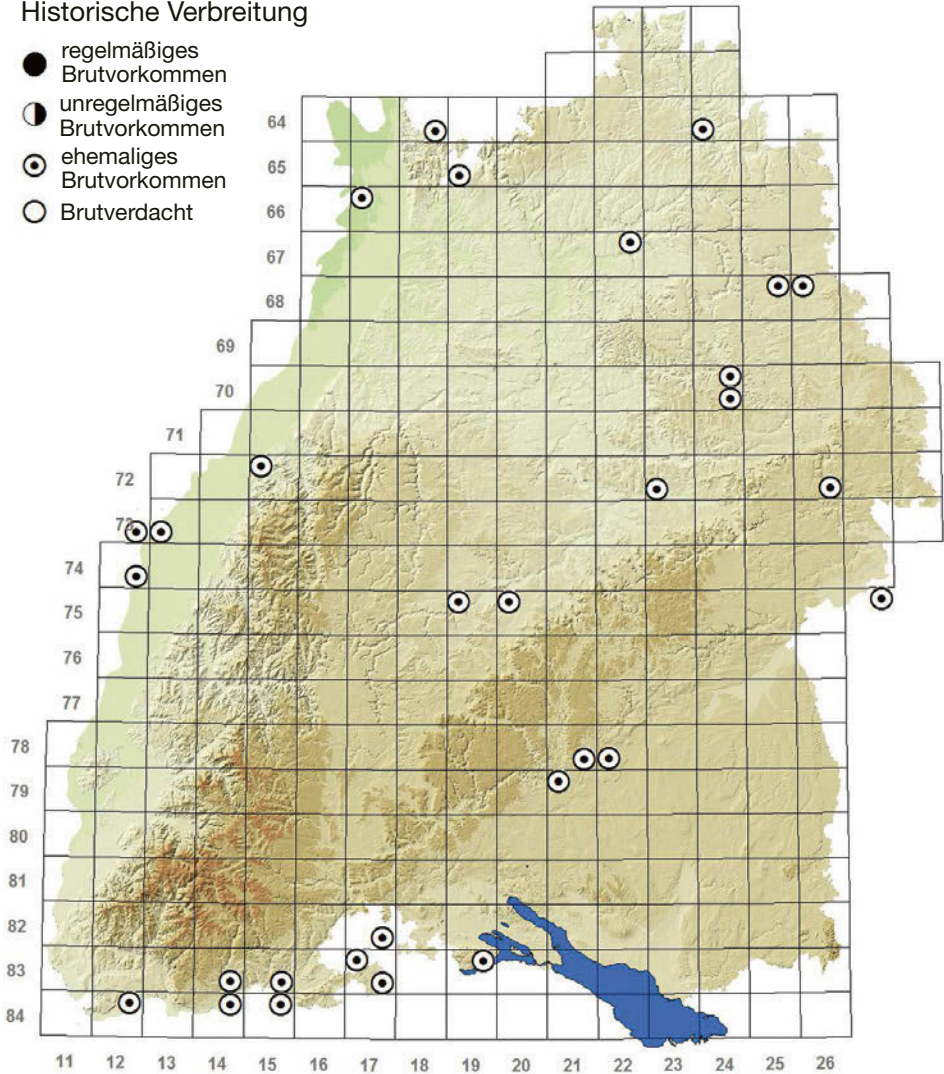 Historische Verbreitung
regelmäßiges
Brutvorkommen
unregelmäßiges
Brutvorkommen
ehemaliges
Brutvorkommen
Brutverdacht
64
65
66
67
68
69
70
71
72
73
74
75
76
77
78
79
80
81
82
83
84
11 12 13 14 15 16 17 18 19 20 21 22 23 24 25 26